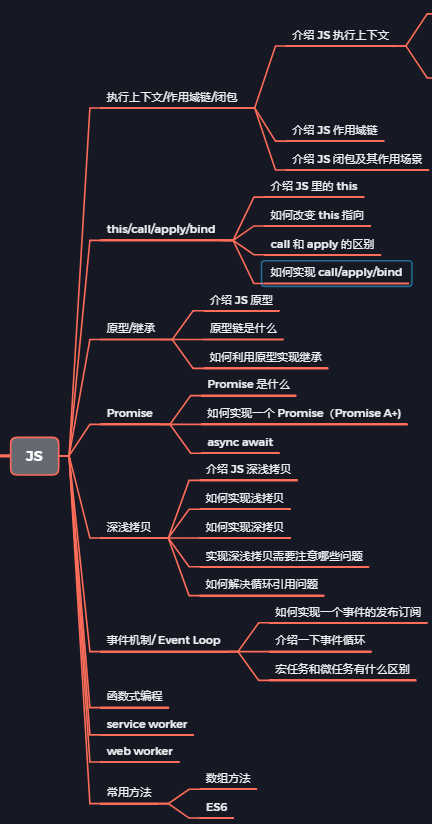 JS
执行上下文/作用域链/闭包
介绍 JS 执行上下文
介绍 JS 作用域链
介绍 JS 闭包及其作用场景
this/call/apply/bind
介绍 JS 里的 this
如何改变 this 指向
call 和 apply 的区别
如何实现 call/apply/bind
原型/继承
介绍 JS 原型
原型链是什么
如何利用原型实现继承
Promise
Promise 是什么
如何实现一个 Promise（Promise A+)
async await
深浅拷贝
介绍 JS 深浅拷贝
如何实现浅拷贝
如何实现深拷贝
实现深浅拷贝需要注意哪些问题
如何解决循环引用问题
事件机制/ Event Loop
如何实现一个事件的发布订阅
介绍一下事件循环
宏任务和微任务有什么区别
函数式编程
service worker
web worker
常用方法
数组方法
ES6